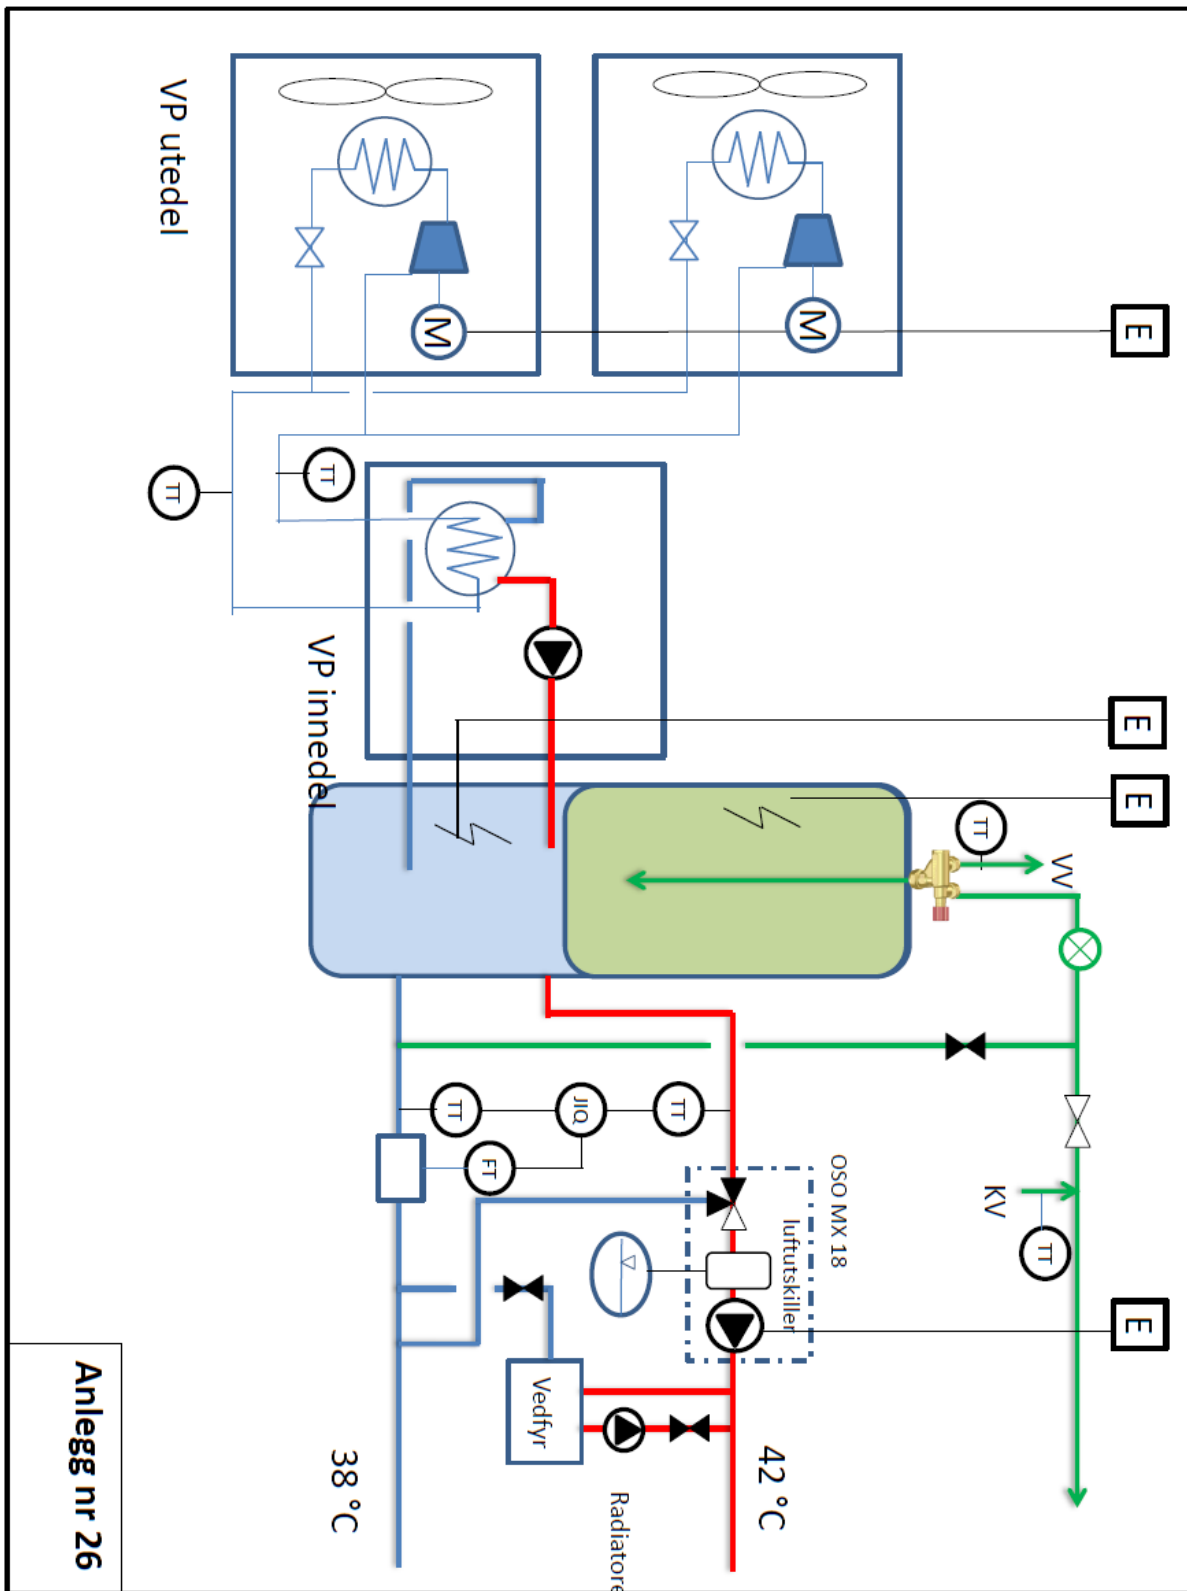 E
E
E
E
VV
TT
KV
TT
OSO MX 18
M
luftutskiller
42 °C
TT
Radiatore
JIQ
Vedfyr
FT
TT
M
38 °C
TT
VP innedel
VP utedel
TT
Anlegg nr 26